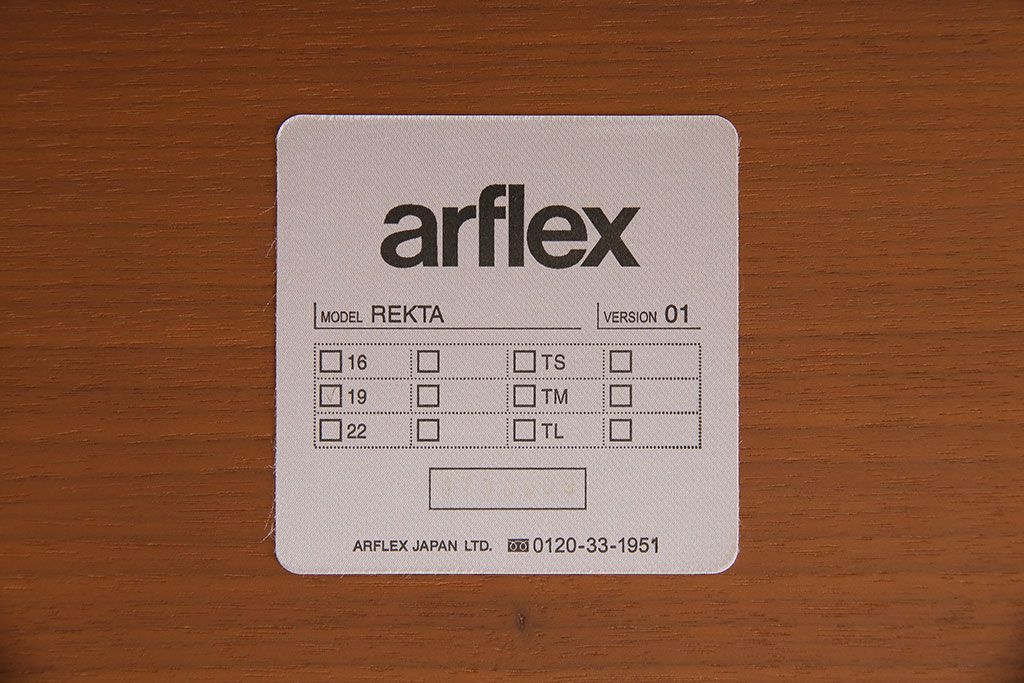 arflex
MODEL REKTA VERSION 01
16 TS
19 TM
22 TL
ARFLEX JAPAN LTD. 0120-33-1951